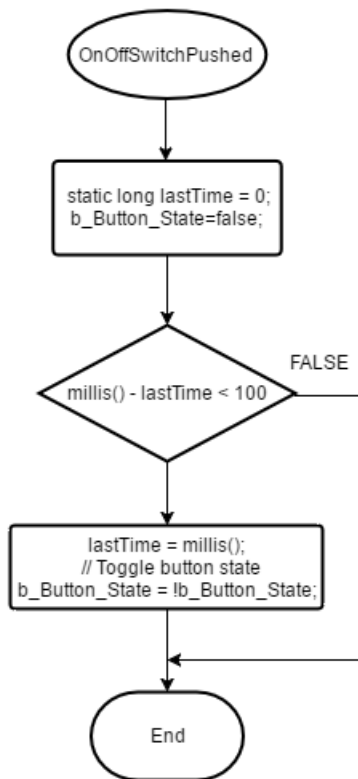 OnOffSwitchPushed
static long lastTime = 0;
b_Button_State=false;
FALSE
millis() - lastTime < 100
lastTime = millis();
// Toggle button state
b_Button_State = !b_Button_State;
End